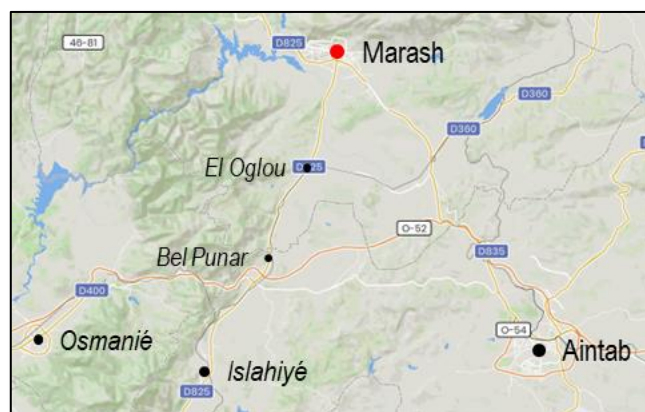 46-81
D825
Marash
D360
D360
El Oglou
D825
O-52
Bel Punar
D835
D400
O-54
Osmanié
Aintab
Islahiyé
D825